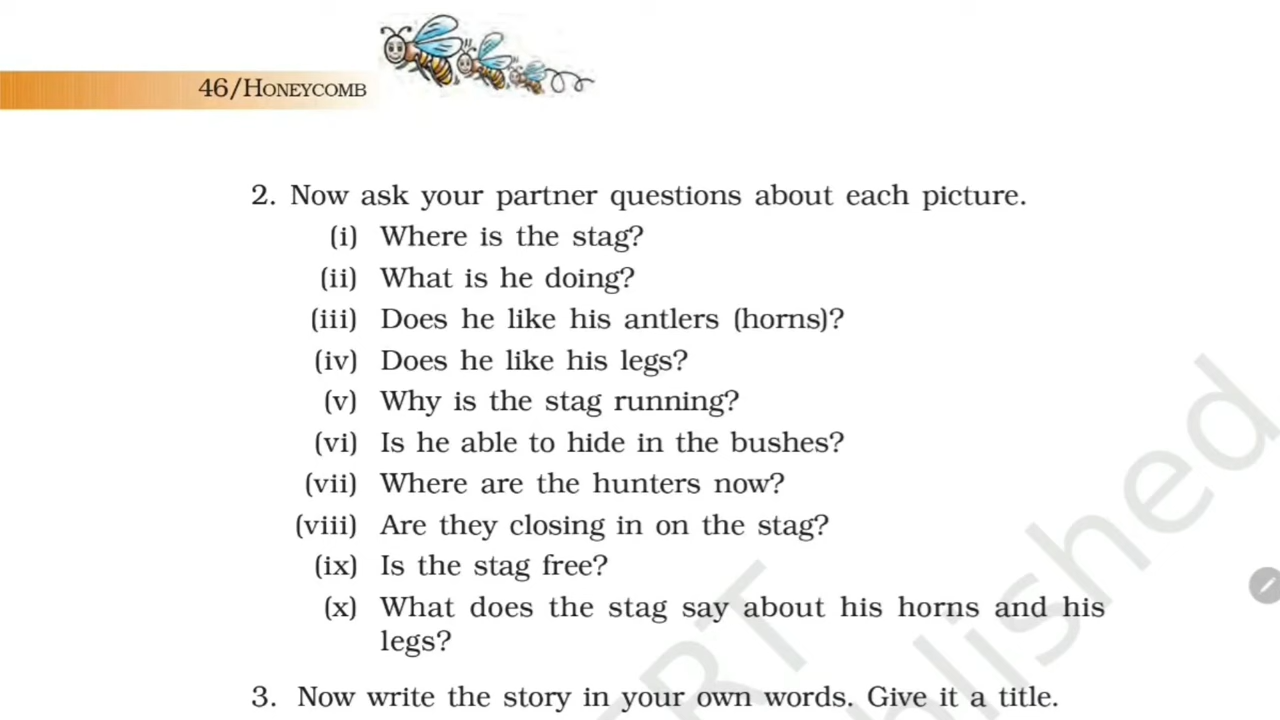 46/HONEYCOMB
2. Now ask your partner questions about each picture.
(i) Where is the stag?
(ii) What is he doing?
(iii) Does he like his antlers (horns)?
(iv) Does he like his legs?
(v) Why is the stag running?
(vi) Is he able to hide in the bushes?
(vii) Where are the hunters now?
(viii) Are they closing in on the stag?
(ix) Is the stag free?
(x) What does the stag say about his horns and his
legs?
3. Now write the story in your own words. Give it a title.